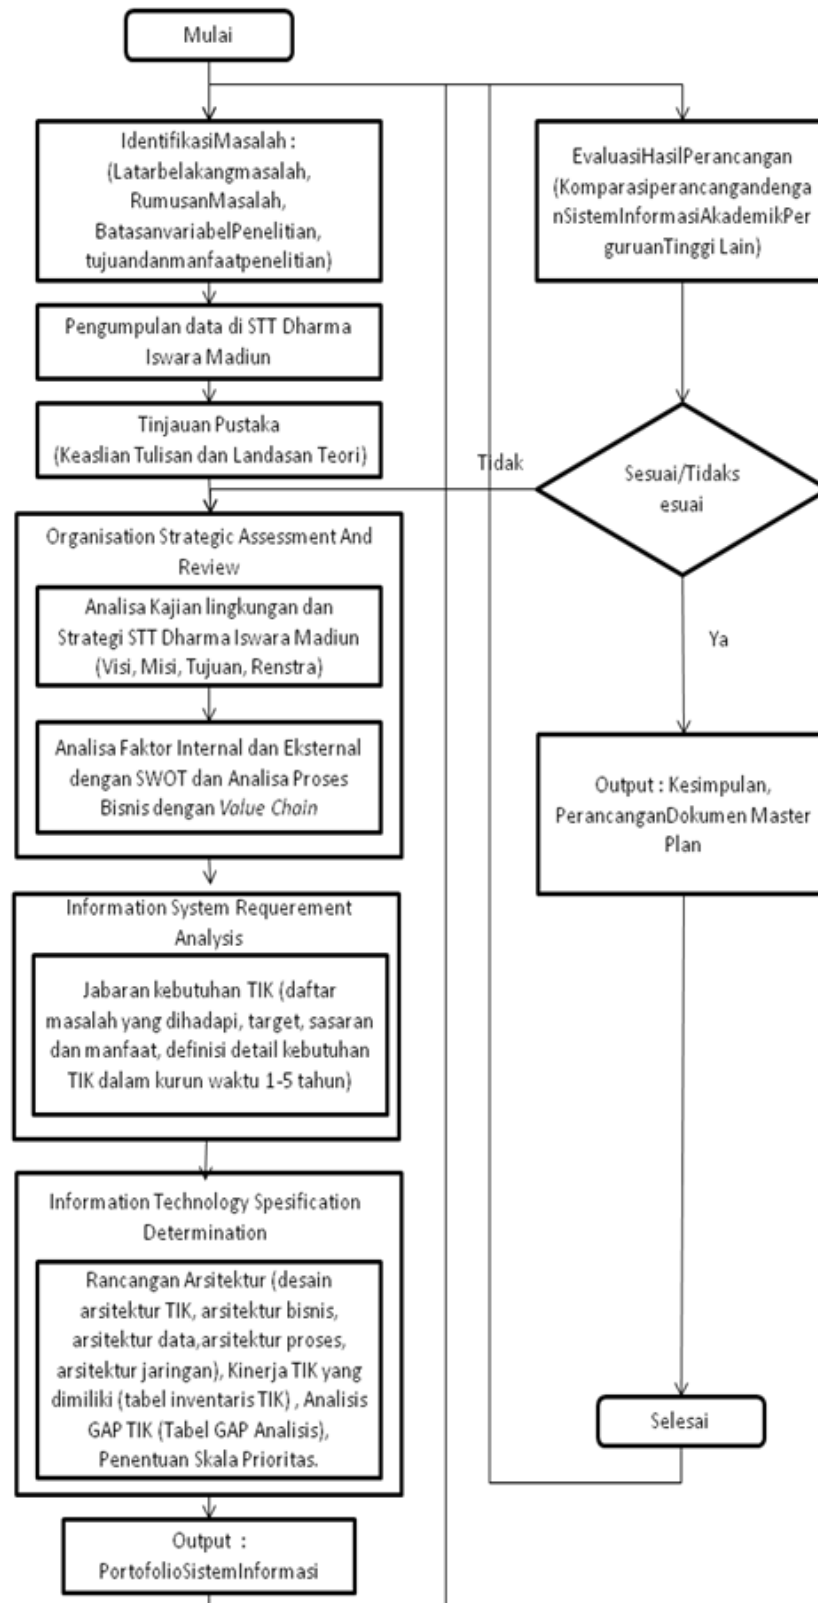 Mulai
IdentifikasiMasalah :
(Latarbelakangmasalah,
RumusanMasalah,
BatasanvariabelPenelitian,
tujuandanmanfaatpenelitian)
Pengumpulan data di STT Dharma
Iswara Madiun
Tinjauan Pustaka
(Keaslian Tulisan dan Landasan Teori)
Organisation Strategic Assessment And
Review
Analisa Kajian lingkungan dan
Strategi STT Dharma Iswara Madiun
(Visi, Misi, Tujuan, Renstra)
Analisa Faktor Internal dan Eksternal
dengan SWOT dan Analisa Proses
Bisnis dengan Value Chain
Information System Requerement
Analysis
Jabaran kebutuhan TIK (daftar
masalah yang dihadapi, target, sasaran
dan manfaat, definisi detail kebutuhan
TIK dalam kurun waktu 1-5 tahun)
Information Technology Spesification
Determination
Rancangan Arsitektur (desain
arsitektur TIK, arsitektur bisnis,
arsitektur data,arsitektur proses,
arsitektur jaringan), Kinerja TIK yang
dimiliki (tabel inventaris TIK) , Analisis
GAP TIK (Tabel GAP Analisis),
Penentuan Skala Prioritas.
Output :
PortofolioSistemInformasi
EvaluasiHasilPerancangan
(Komparasiperancangandenga
nSistemInformasiAkademikPer
guruanTinggi Lain)
Tidak
Sesuai/Tidaks
esuai
Ya
Output : Kesimpulan,
PerancanganDokumen Master
Plan
Selesai